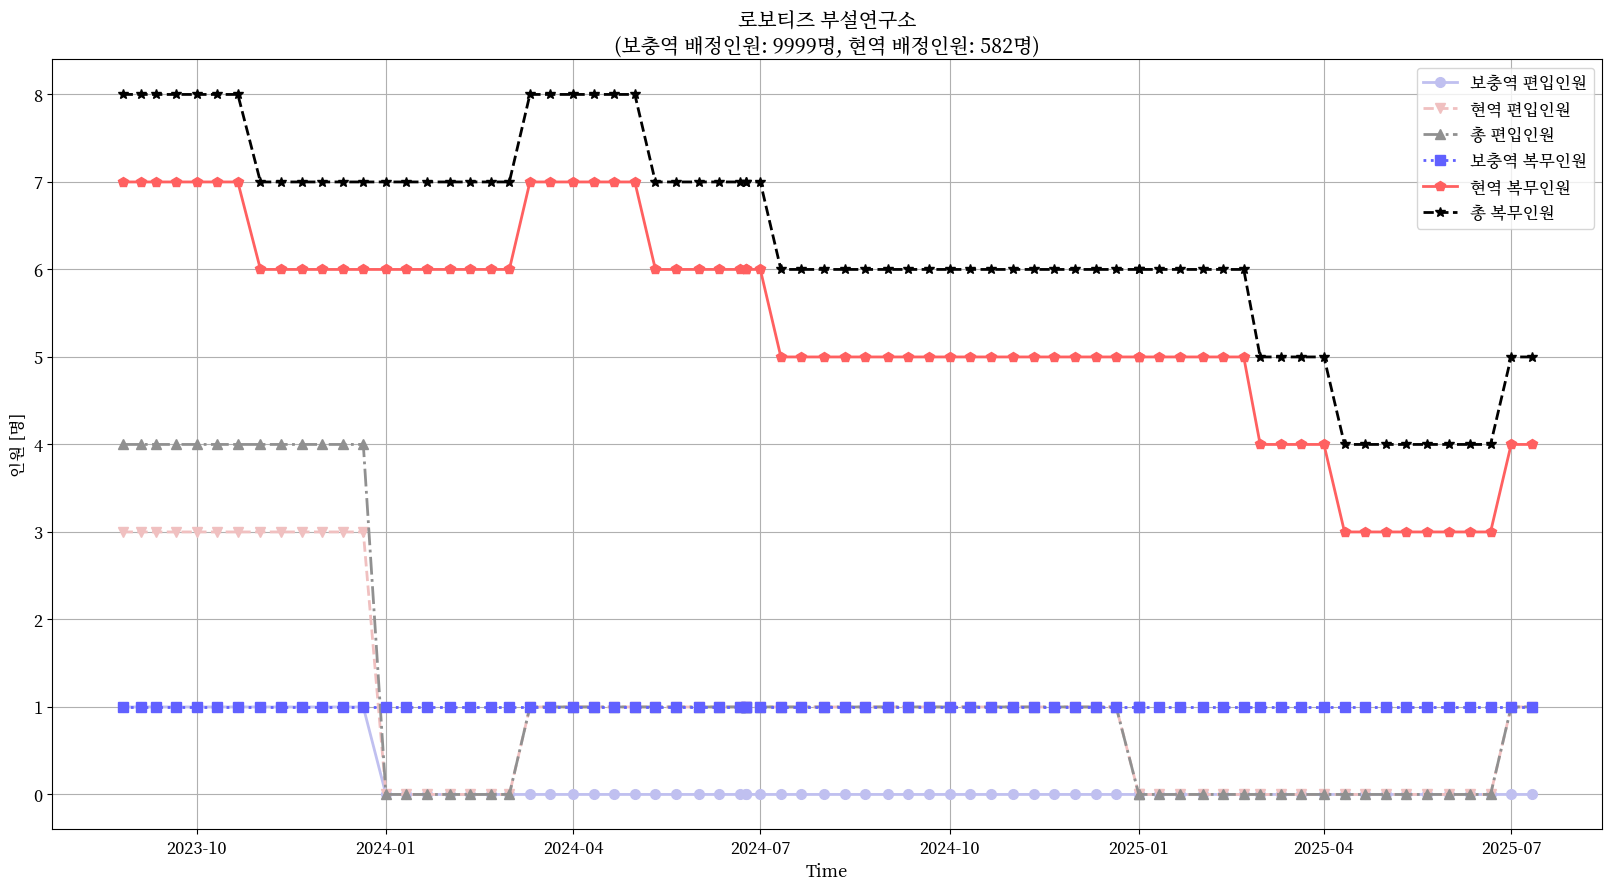 로보티즈 부설연구소
(보충역 배정인원: 9999명, 현역 배정인원: 582명)
보충역 편입인원
현역 편입인원
총 편입인원
보충역 복무인원
현역 복무인원
총 복무인원
인원 [명]
8
7
6
5
4
3
2
1
0
2023-10
2024-01
2024-04
2024-07
2024-10
2025-01
2025-04
2025-07
Time